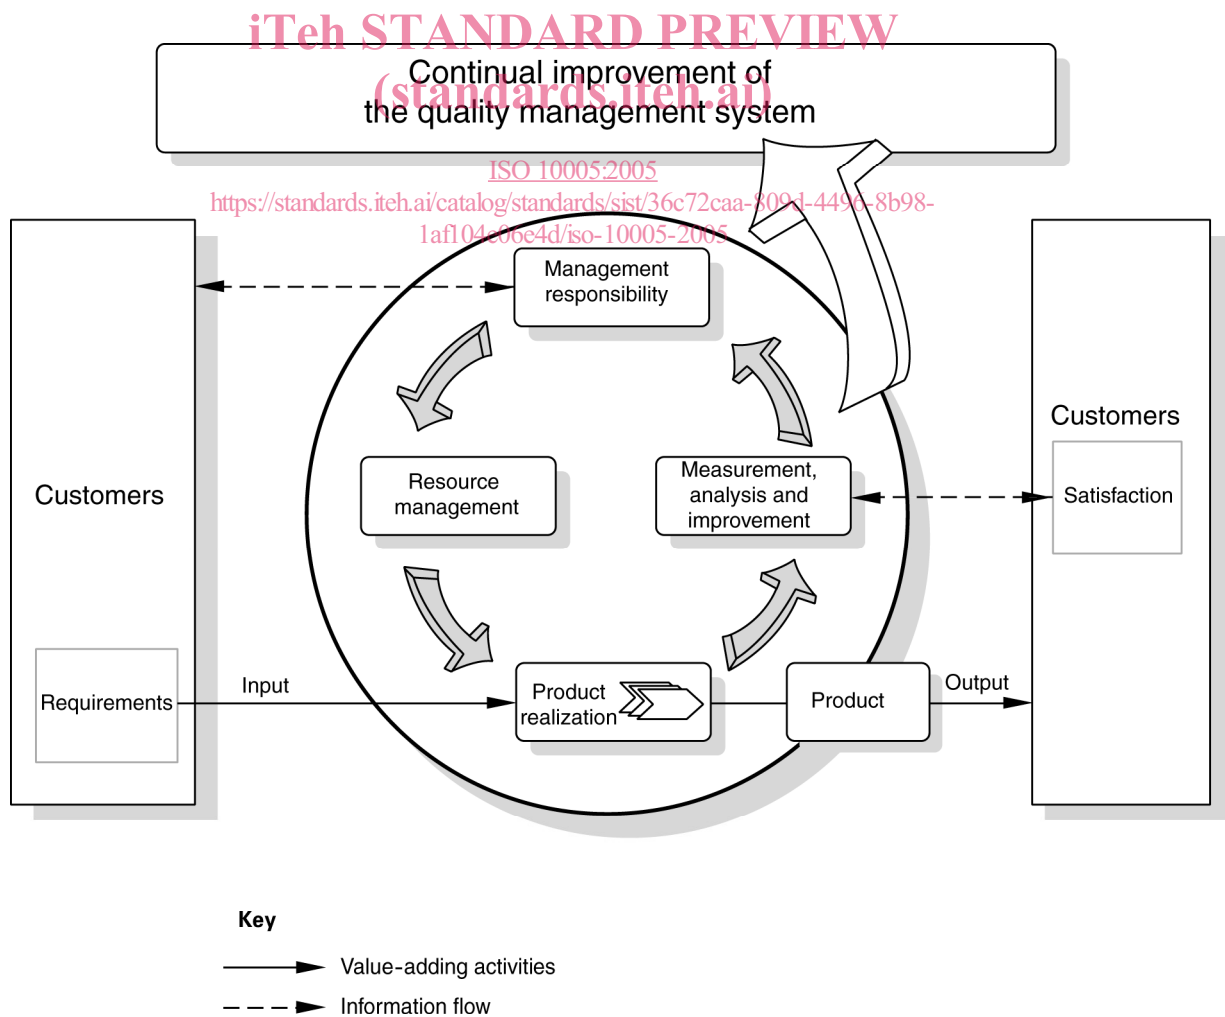 iTeh STANDARD PREVIEW
Continual improvement of
(standards.iteh.ai)
the quality management system
ISO 10005:2005
https://standards.iteh.ai/catalog/standards/sist/36c72caa-809d-4496-8b98-
1af104c06e4d/iso-10005-2005
Management
responsibility
Customers
Resource
management
Measurement,
analysis and
improvement
Customers
Satisfaction
Requirements
Input
Product
realization
Product
Output
Key
Value-adding activities
Information flow